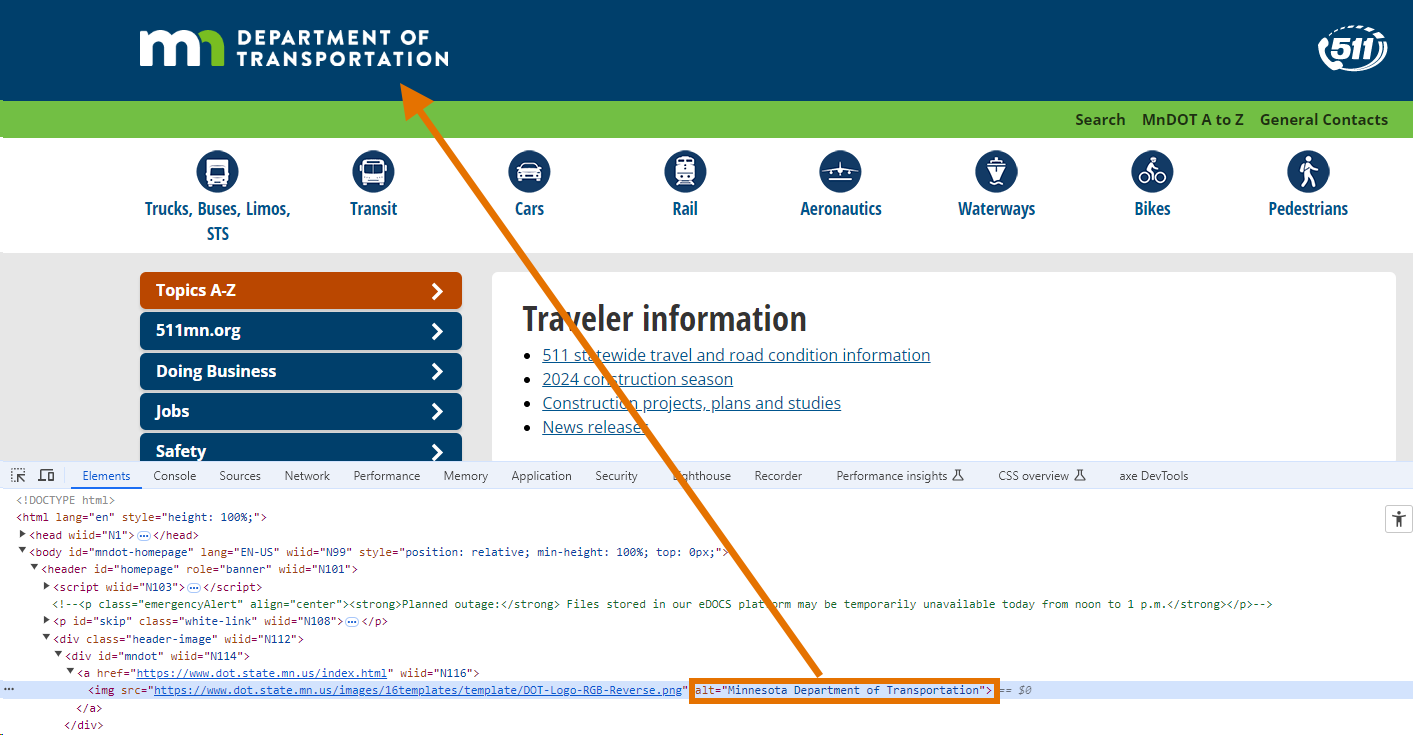 mn DEPARTMENT OF
TRANSPORTATION
511
Search MnDOT A to Z General Contacts
Trucks, Buses, Limos,
STS
Transit
Cars
Rail
Aeronautics
Waterways
Bikes
Pedestrians
Topics A-Z
511mn.org
Doing Business
Jobs
Safety
Traveler information
511 statewide travel and road condition information
2024 construction season
Construction projects, plans and studies
News releases
Elements Console Sources Network Performance Memory Application Security Lighthouse Recorder Performance insights CSS overview axe DevTools
<!DOCTYPE html>
<html lang="en" style="height: 100%;">
<head wiid="N1"> … </head>
<body id="mndot-homepage" lang="EN-US" wiid="N99" style="position: relative; min-height: 100%; top: 0px;">
<header id="homepage" role="banner" wiid="N101">
<script wiid="N103"> … </script>
<!--<p class="emergencyAlert" align="center"><strong>Planned outage:</strong> Files stored in our eDOCS platform may be temporarily unavailable today from noon to 1 p.m.</strong></p>-->
<p id="skip" class="white-link" wiid="N108"> … </p>
<div class="header-image" wiid="N112">
<div id="mndot" wiid="N114">
<a href="https://www.dot.state.mn.us/index.html" wiid="N116">
… <img src="https://www.dot.state.mn.us/images/16templates/template/DOT-Logo-RGB-Reverse.png" alt="Minnesota Department of Transportation"> == $0
</a>
</div>